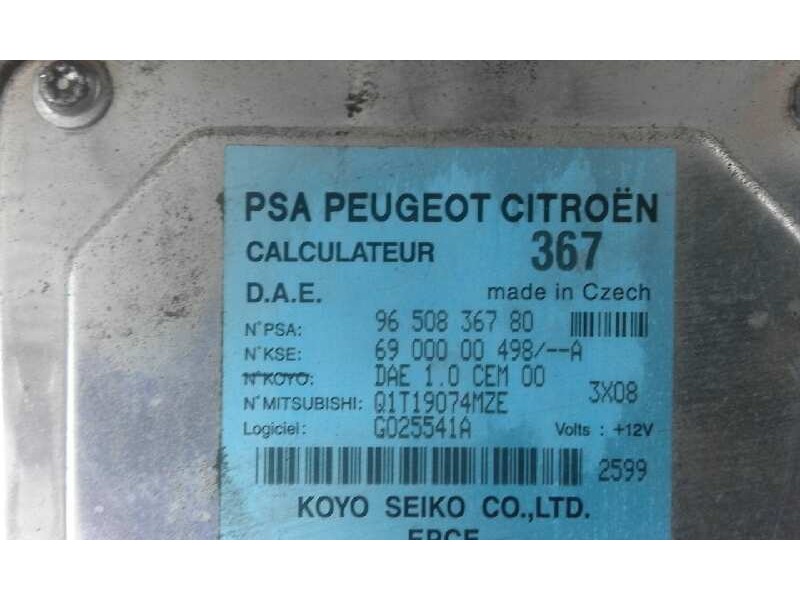 PSA PEUGEOT CITROËN
CALCULATEUR 367
D.A.E. made in Czech
N°PSA: 96 508 367 80
N°KSE: 69 000 00 498/--A
N°KOYO: DAE 1.0 CEM 00
3X08
N°MITSUBISHI: Q1T19074MZE
Logiciel: G025541A Volts : +12V
2599
KOYO SEIKO CO.,LTD.